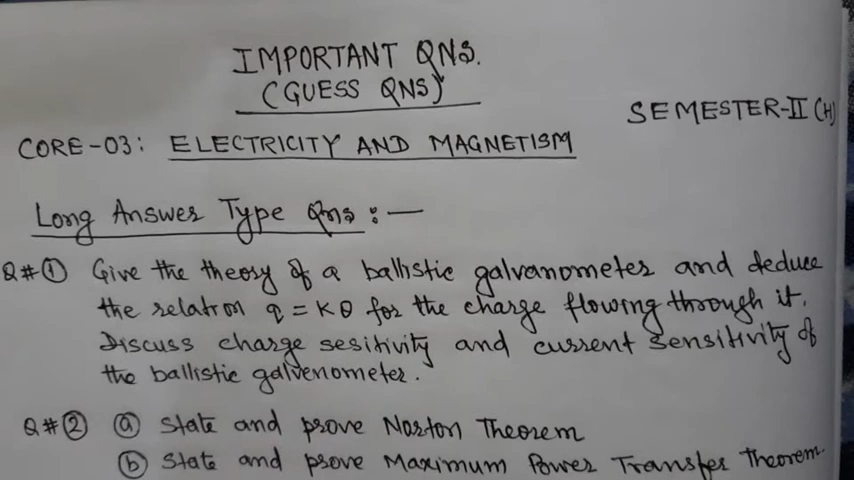 IMPORTANT QNS.
(GUESS QNS)
SEMESTER-II (H)
CORE-03: ELECTRICITY AND MAGNETISM
Long Answer Type Qns :—
Q#① Give the theory of a ballistic galvanometer and deduce
the relation q = Kθ for the charge flowing through it.
Discuss charge sesitivity and current sensitivity of
the ballistic galvenometer.
Q#② ⓐ State and prove Norton Theorem
ⓑ State and prove Maximum Power Transfer Theorem.